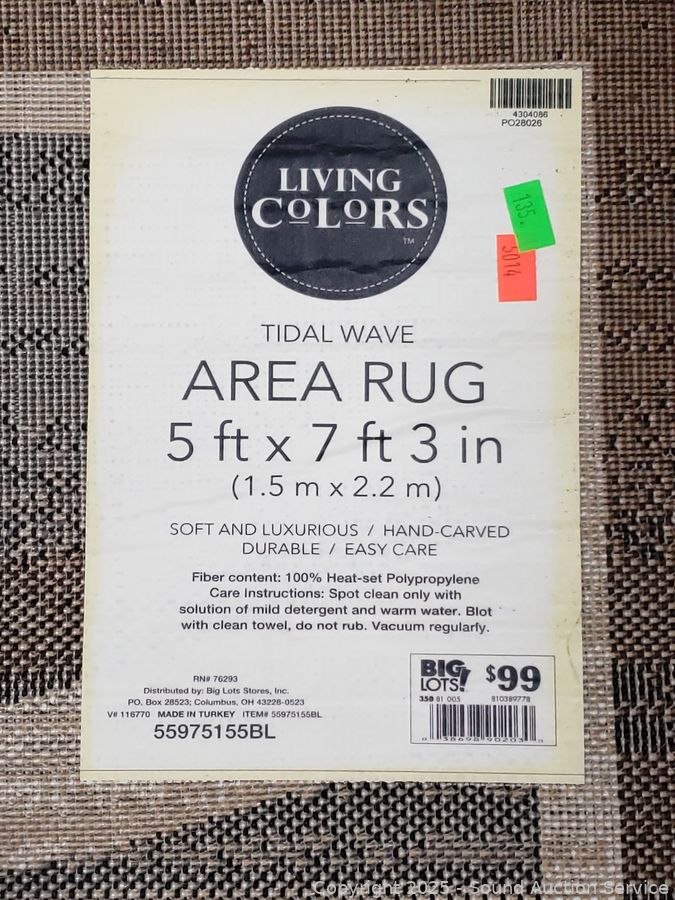 4304086
PO28026
LIVING
COLORS
™
135.
5014
TIDAL WAVE
AREA RUG
5 ft x 7 ft 3 in
(1.5 m x 2.2 m)
SOFT AND LUXURIOUS / HAND-CARVED
DURABLE / EASY CARE
Fiber content: 100% Heat-set Polypropylene
Care Instructions: Spot clean only with
solution of mild detergent and warm water. Blot
with clean towel, do not rub. Vacuum regularly.
RN# 76293
Distributed by: Big Lots Stores, Inc.
PO. Box 28523; Columbus, OH 43228-0523
V# 116770 MADE IN TURKEY ITEM# 55975155BL
55975155BL
BIG
LOTS! $99
350 81 005 810389778
Copyright 2025 - Sound Auction Service